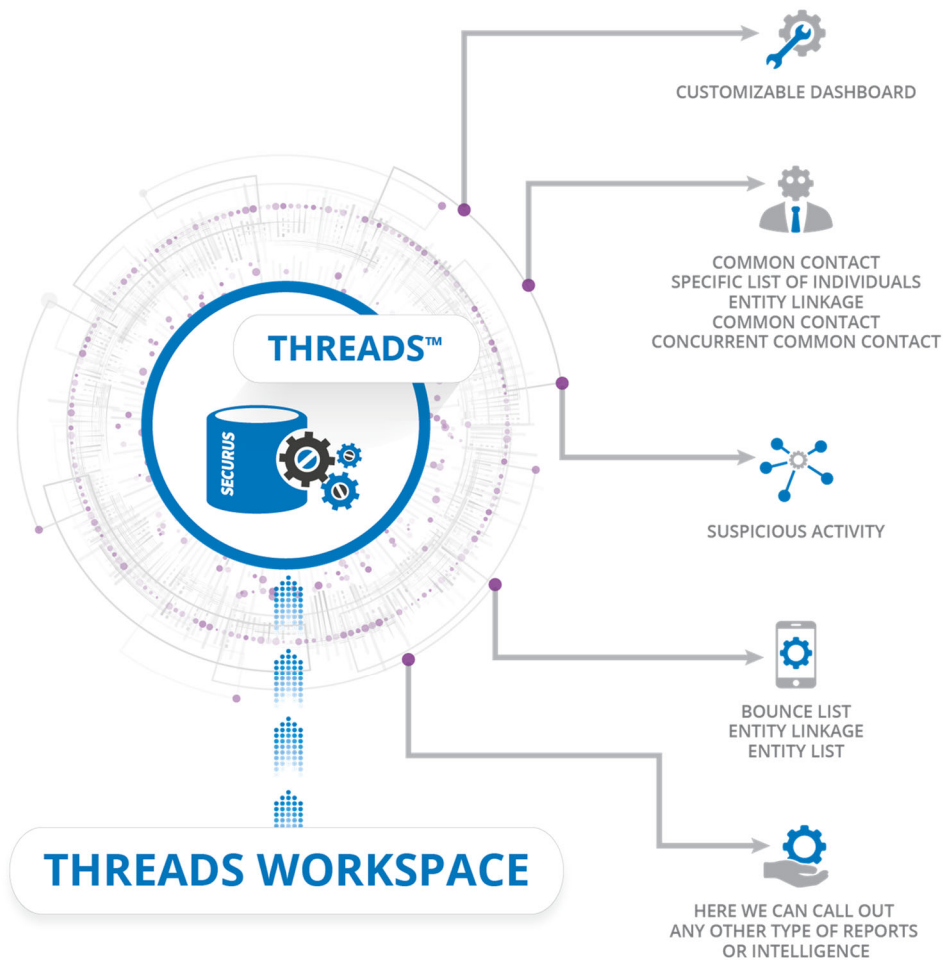 CUSTOMIZABLE DASHBOARD
COMMON CONTACT
SPECIFIC LIST OF INDIVIDUALS
ENTITY LINKAGE
COMMON CONTACT
CONCURRENT COMMON CONTACT
THREADS™
SECURUS
SUSPICIOUS ACTIVITY
BOUNCE LIST
ENTITY LINKAGE
ENTITY LIST
THREADS WORKSPACE
HERE WE CAN CALL OUT
ANY OTHER TYPE OF REPORTS
OR INTELLIGENCE